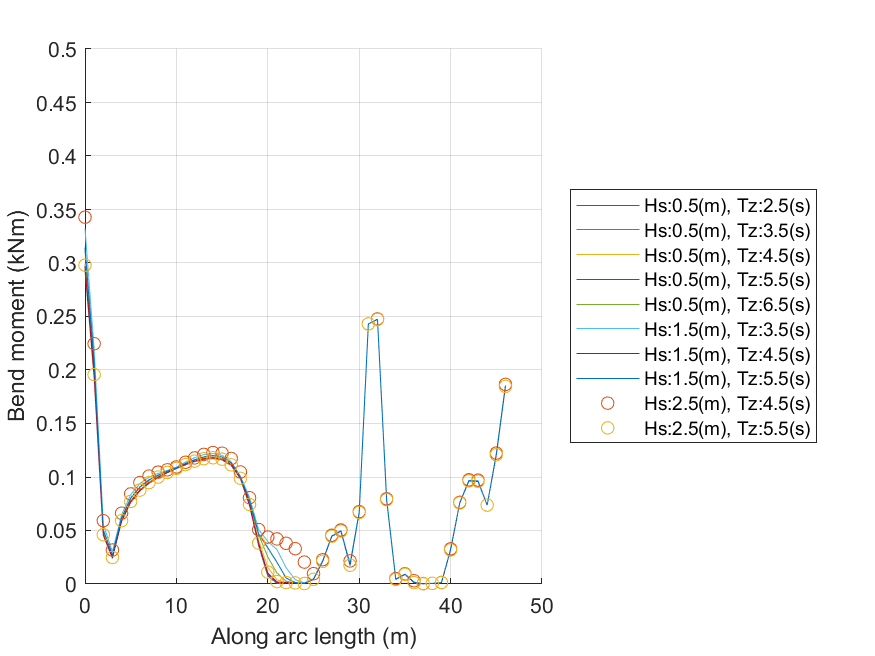 0.5
0.45
0.4
0.35
0.3
0.25
0.2
0.15
0.1
0.05
0
Bend moment (kNm)
0 10 20 30 40 50
Along arc length (m)
Hs:0.5(m), Tz:2.5(s)
Hs:0.5(m), Tz:3.5(s)
Hs:0.5(m), Tz:4.5(s)
Hs:0.5(m), Tz:5.5(s)
Hs:0.5(m), Tz:6.5(s)
Hs:1.5(m), Tz:3.5(s)
Hs:1.5(m), Tz:4.5(s)
Hs:1.5(m), Tz:5.5(s)
Hs:2.5(m), Tz:4.5(s)
Hs:2.5(m), Tz:5.5(s)